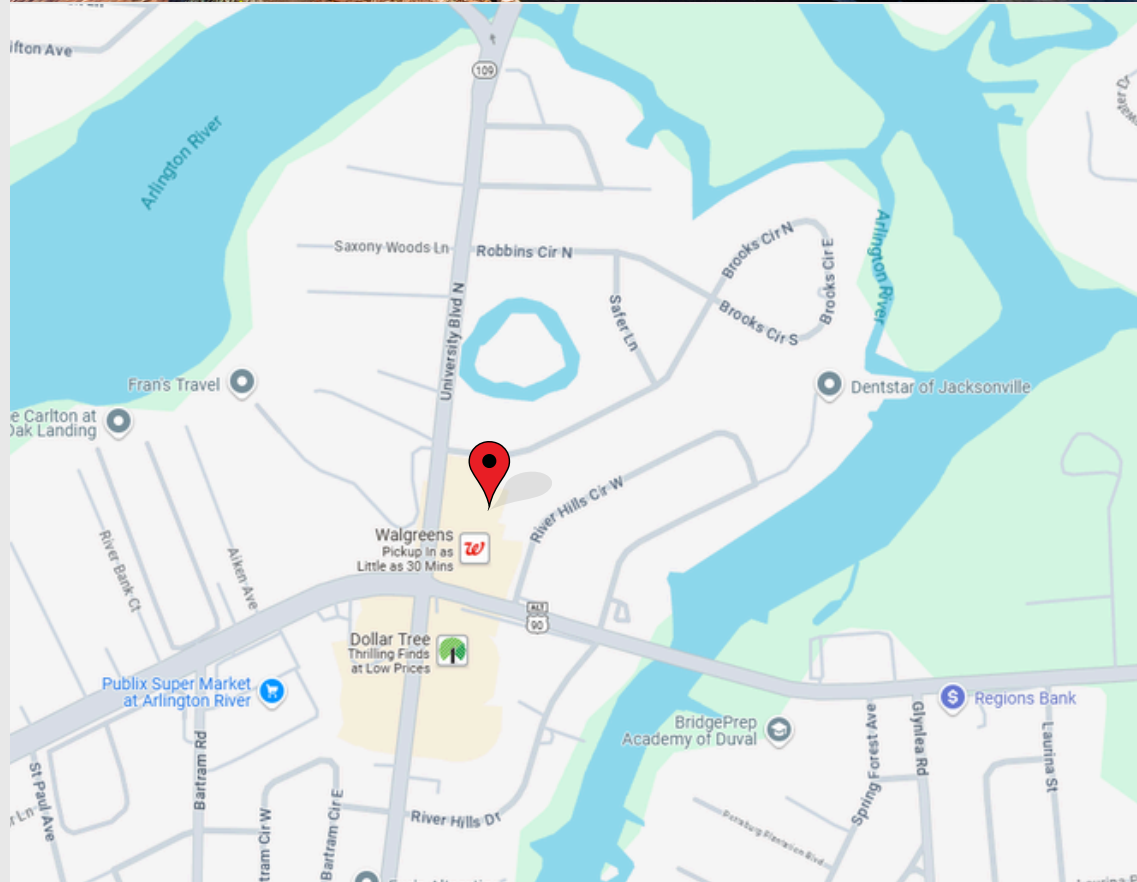 ifton Ave
109
Arlington River
Saxony Woods Ln
Robbins Cir N
Brooks Cir N
Brooks Cir E
Arlington River
University Blvd N
Safer Ln
Brooks Cir S
Fran's Travel
Dentstar of Jacksonville
e Carlton at
Oak Landing
River Hills Cir W
Walgreens
Pickup In as
Little as 30 Mins
River Bank Ct
Aiken Ave
ALT
90
Dollar Tree
Thrilling Finds
at Low Prices
Publix Super Market
at Arlington River
Regions Bank
BridgePrep
Academy of Duval
Bartram Rd
Spring Forest Ave
Glynlea Rd
Laurina St
St Paul Ave
River Hills Dr
tram Cir W
Bartram Cir E
Pottsburg Plantation Blvd